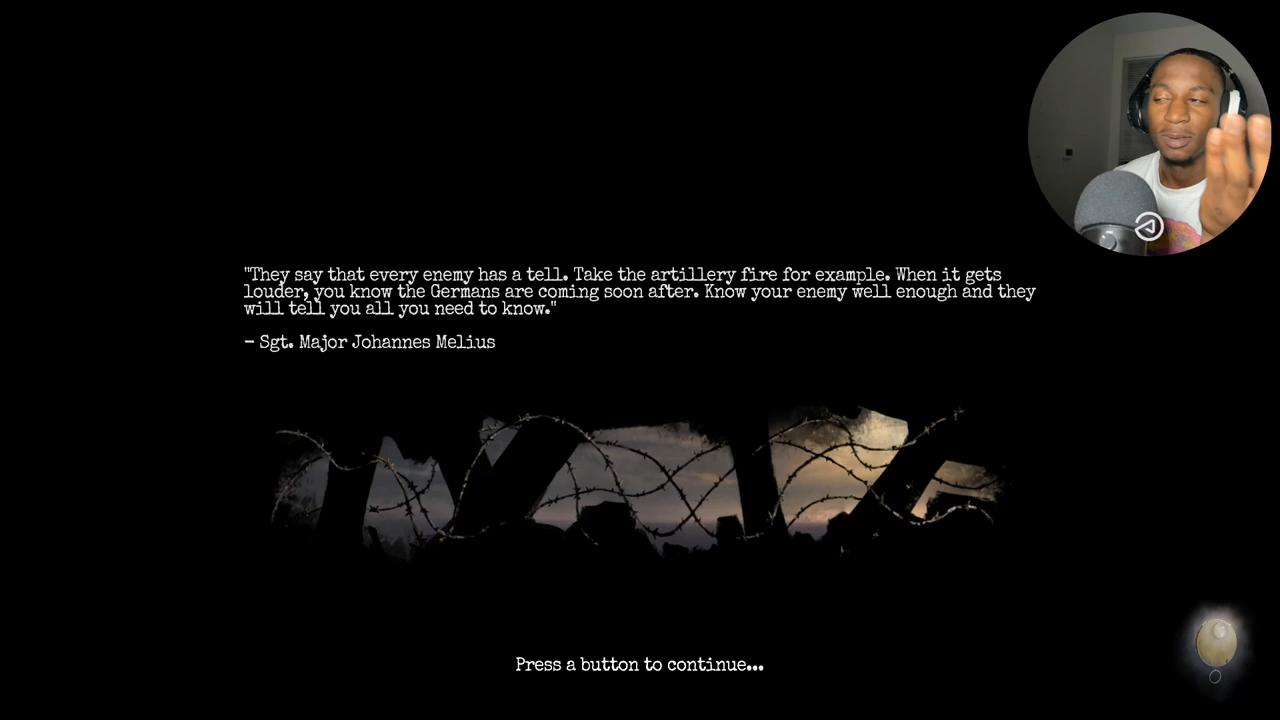 "They say that every enemy has a tell. Take the artillery fire for example. When it gets
louder, you know the Germans are coming soon after. Know your enemy well enough and they
will tell you all you need to know."
- Sgt. Major Johannes Melius
Press a button to continue...